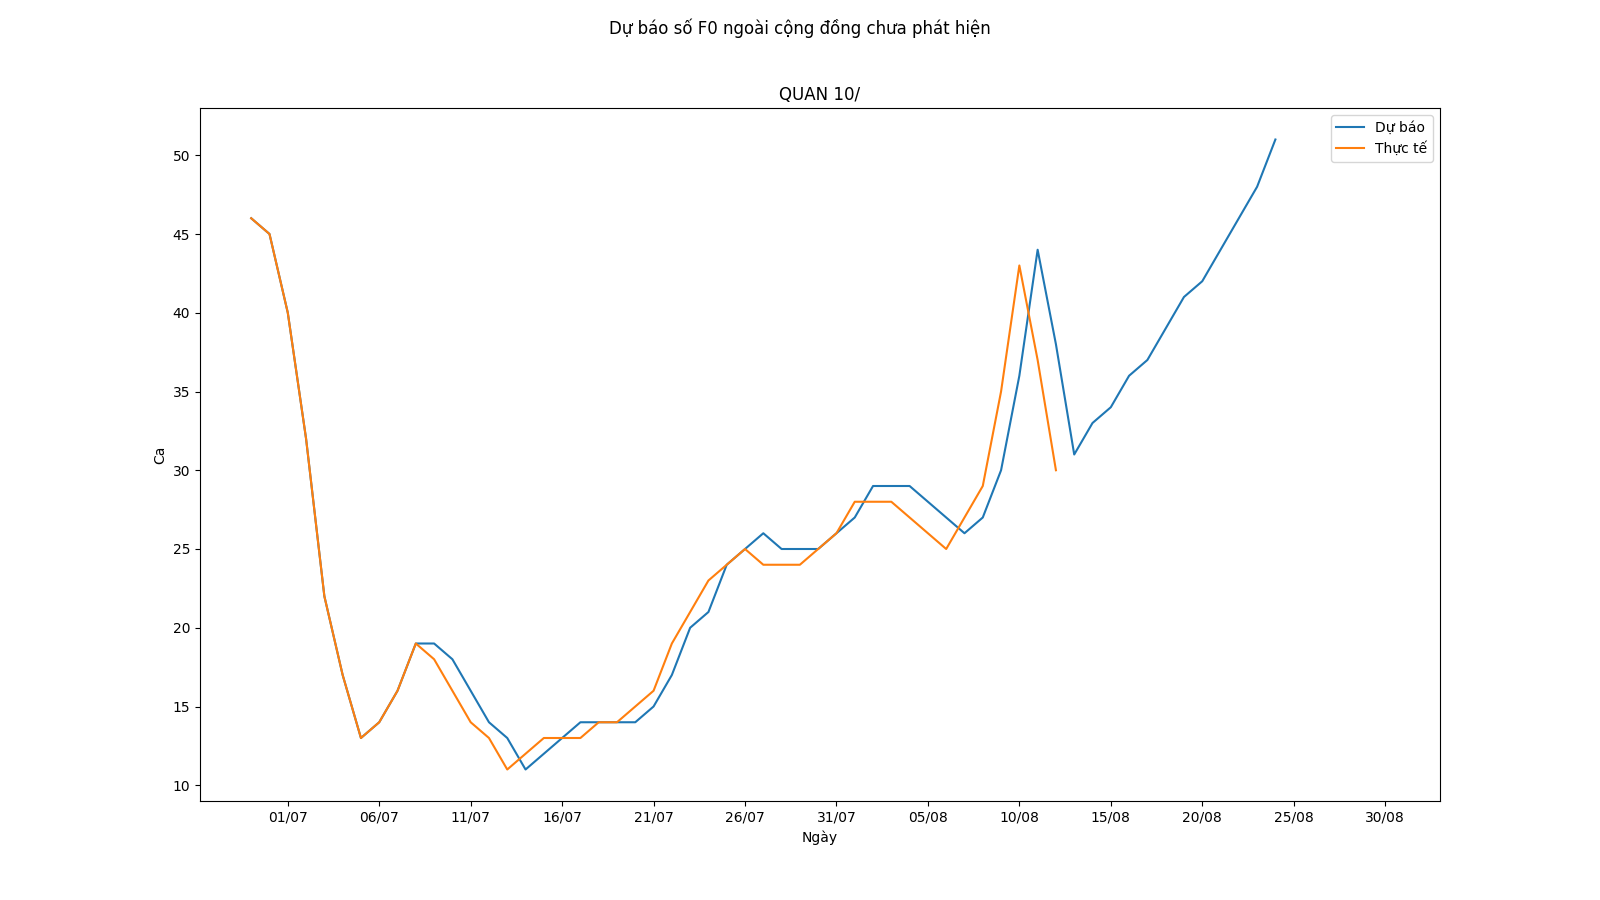 Dự báo số F0 ngoài cộng đồng chưa phát hiện
QUAN 10/
Dự báo
Thực tế
50
45
40
35
30
25
20
15
10
Ca
01/07 06/07 11/07 16/07 21/07 26/07 31/07 05/08 10/08 15/08 20/08 25/08 30/08
Ngày